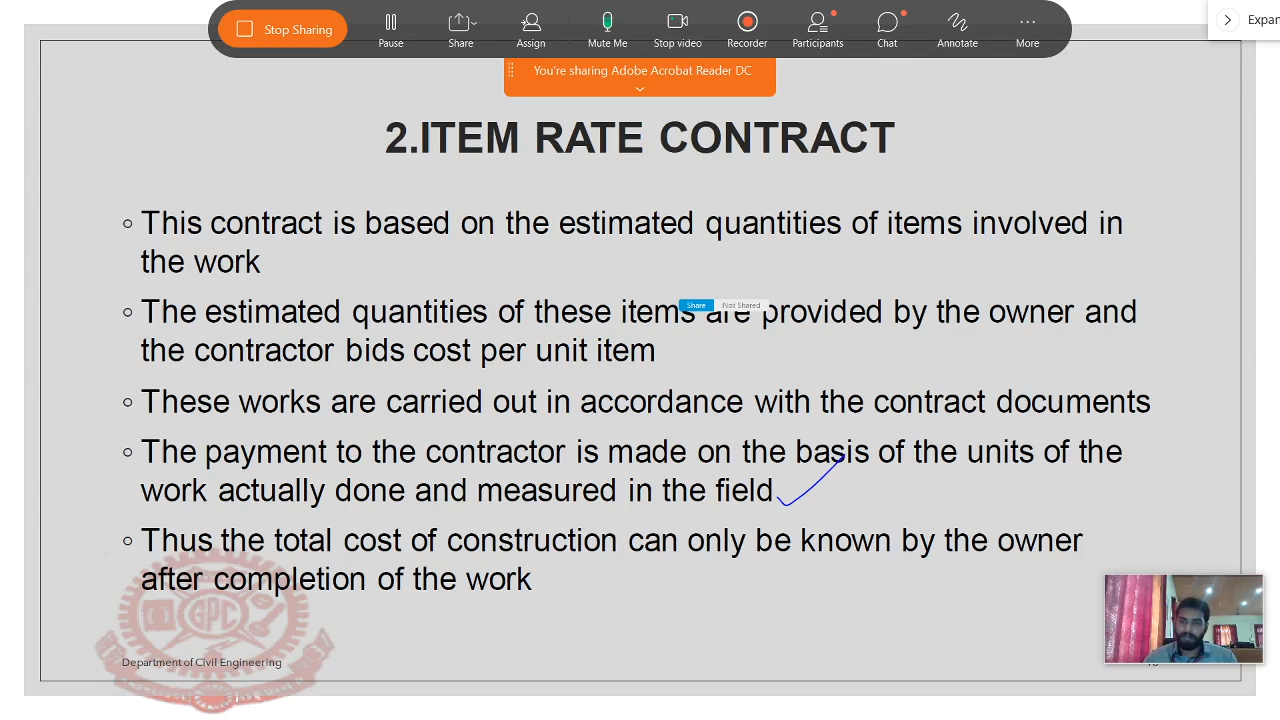 Stop Sharing
Pause
Share
Assign
Mute Me
Stop video
Recorder
Participants
Chat
Annotate
More
Expan
You're sharing Adobe Acrobat Reader DC
2.ITEM RATE CONTRACT
This contract is based on the estimated quantities of items involved in
the work
Share Not Shared
The estimated quantities of these items are provided by the owner and
the contractor bids cost per unit item
These works are carried out in accordance with the contract documents
The payment to the contractor is made on the basis of the units of the
work actually done and measured in the field
Thus the total cost of construction can only be known by the owner
after completion of the work
GPC
Department of Civil Engineering